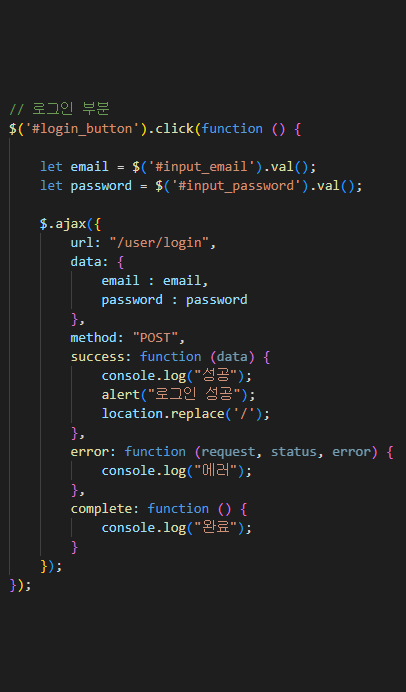 // 로그인 부분
$('#login_button').click(function () {
let email = $('#input_email').val();
let password = $('#input_password').val();
$.ajax({
url: "/user/login",
data: {
email : email,
password : password
},
method: "POST",
success: function (data) {
console.log("성공");
alert("로그인 성공");
location.replace('/');
},
error: function (request, status, error) {
console.log("에러");
},
complete: function () {
console.log("완료");
}
});
});